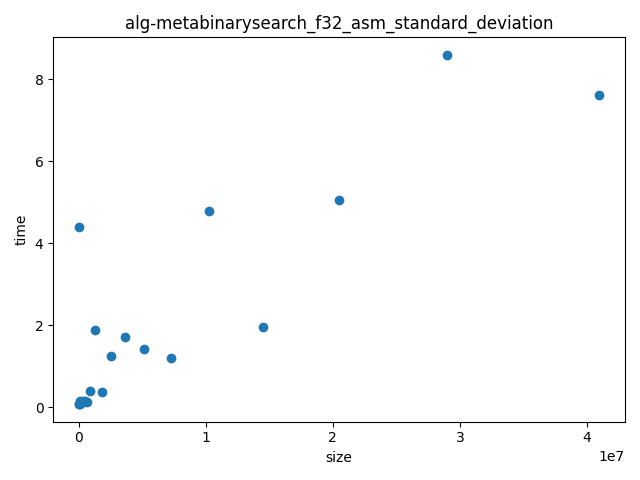 alg-metabinarysearch_f32_asm_standard_deviation
8
6
4
2
0
time
0
1
2
3
4
1e7
size